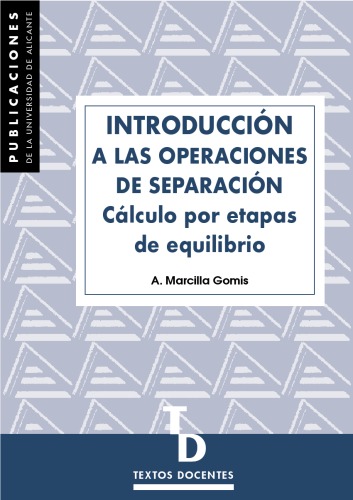 PUBLICACIONES
DE LA UNIVERSIDAD DE ALICANTE
INTRODUCCIÓN
A LAS OPERACIONES
DE SEPARACIÓN
Cálculo por etapas
de equilibrio
A. Marcilla Gomis
TD
TEXTOS DOCENTES